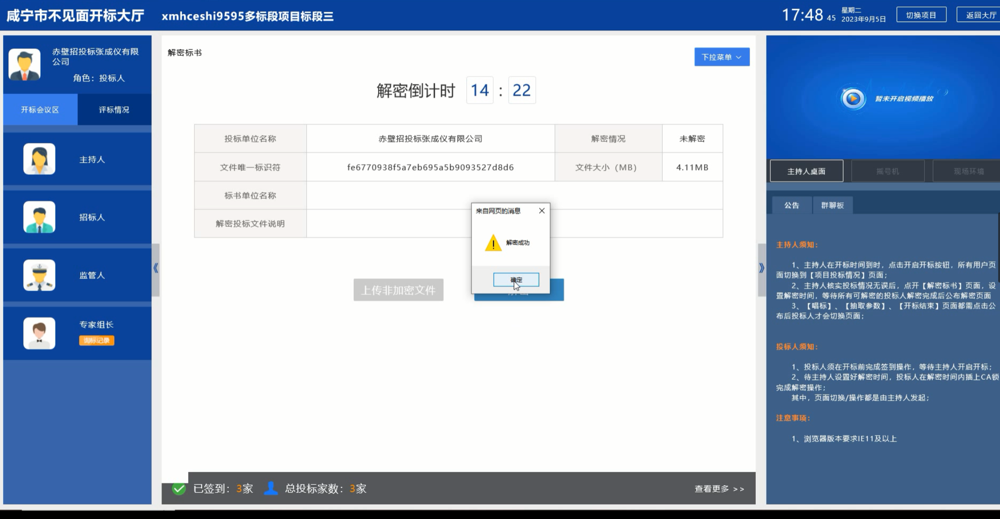 咸宁市不见面开标大厅
xmhceshi9595多标段项目标段三
17:48 45
星期二
2023年9月5日
切换项目
返回大厅
赤壁招投标张成仪有限
公司
角色：投标人
开标会议区
评标情况
主持人
招标人
监管人
专家组长
询标记录
解密标书
下拉菜单
解密倒计时 14 : 22
投标单位名称 赤壁招投标张成仪有限公司 解密情况 未解密
文件唯一标识符 fe6770938f5a7eb695a5b9093527d8d6 文件大小（MB） 4.11MB
标书单位名称
解密投标文件说明
来自网页的消息
解密成功
确定
上传非加密文件
已签到：3家 总投标家数：3家
查看更多 >>
暂未开启视频播放
主持人桌面
摇号机
现场环境
公告
群聊板
主持人须知：
1、主持人在开标时间到时，点击开启开标按钮，所有用户页
面切换到【项目投标情况】页面；
2、主持人核实投标情况无误后，点开【解密标书】页面，设
置解密时间，等待所有可解密的投标人解密完成后公布解密页面
3、【唱标】、【抽取参数】、【开标结束】页面都需点击公
布后投标人才会切换页面；
投标人须知：
1、投标人须在开标前完成签到操作，等待主持人开启开标；
2、待主持人设置好解密时间，投标人在解密时间内插上CA锁
完成解密操作；
其中，页面切换/操作都是由主持人发起；
注意事项：
1、浏览器版本要求IE11及以上